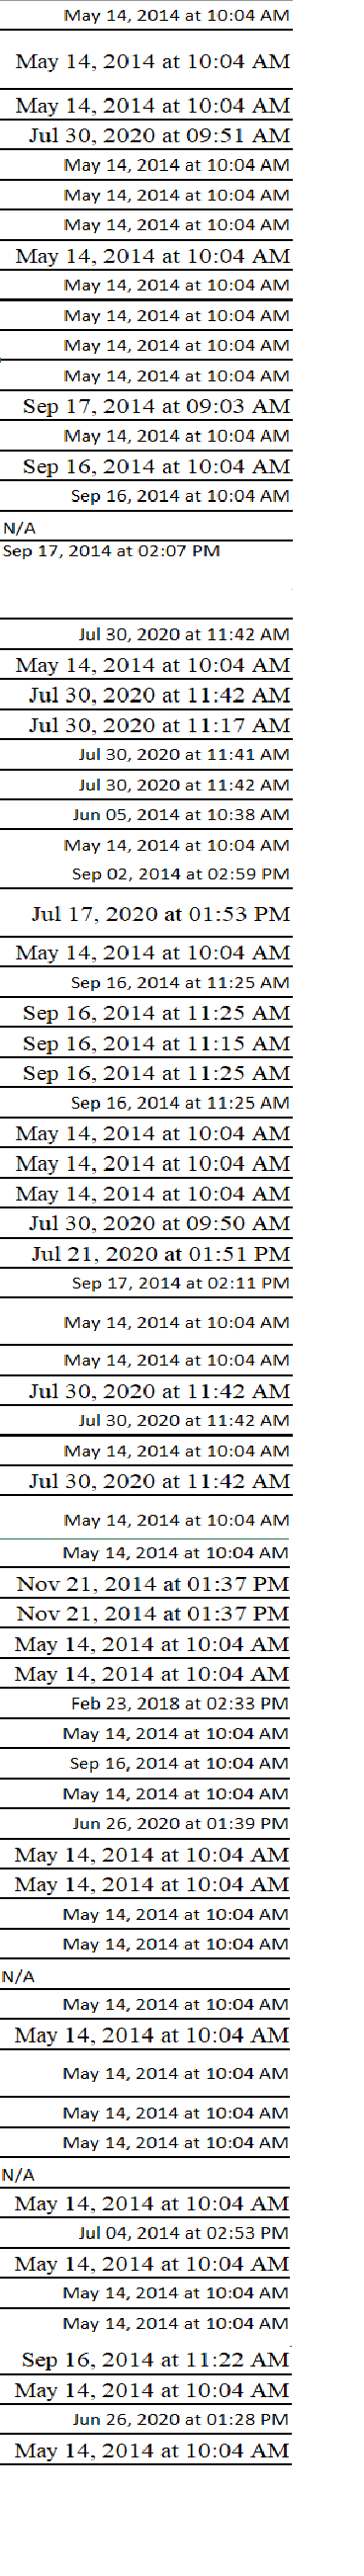 May 14, 2014 at 10:04 AM
May 14, 2014 at 10:04 AM
May 14, 2014 at 10:04 AM
Jul 30, 2020 at 09:51 AM
May 14, 2014 at 10:04 AM
May 14, 2014 at 10:04 AM
May 14, 2014 at 10:04 AM
May 14, 2014 at 10:04 AM
May 14, 2014 at 10:04 AM
May 14, 2014 at 10:04 AM
May 14, 2014 at 10:04 AM
May 14, 2014 at 10:04 AM
Sep 17, 2014 at 09:03 AM
May 14, 2014 at 10:04 AM
Sep 16, 2014 at 10:04 AM
Sep 16, 2014 at 10:04 AM
N/A
Sep 17, 2014 at 02:07 PM
Jul 30, 2020 at 11:42 AM
May 14, 2014 at 10:04 AM
Jul 30, 2020 at 11:42 AM
Jul 30, 2020 at 11:17 AM
Jul 30, 2020 at 11:41 AM
Jul 30, 2020 at 11:42 AM
Jun 05, 2014 at 10:38 AM
May 14, 2014 at 10:04 AM
Sep 02, 2014 at 02:59 PM
Jul 17, 2020 at 01:53 PM
May 14, 2014 at 10:04 AM
Sep 16, 2014 at 11:25 AM
Sep 16, 2014 at 11:25 AM
Sep 16, 2014 at 11:15 AM
Sep 16, 2014 at 11:25 AM
Sep 16, 2014 at 11:25 AM
May 14, 2014 at 10:04 AM
May 14, 2014 at 10:04 AM
May 14, 2014 at 10:04 AM
Jul 30, 2020 at 09:50 AM
Jul 21, 2020 at 01:51 PM
Sep 17, 2014 at 02:11 PM
May 14, 2014 at 10:04 AM
May 14, 2014 at 10:04 AM
Jul 30, 2020 at 11:42 AM
Jul 30, 2020 at 11:42 AM
May 14, 2014 at 10:04 AM
Jul 30, 2020 at 11:42 AM
May 14, 2014 at 10:04 AM
May 14, 2014 at 10:04 AM
Nov 21, 2014 at 01:37 PM
Nov 21, 2014 at 01:37 PM
May 14, 2014 at 10:04 AM
May 14, 2014 at 10:04 AM
Feb 23, 2018 at 02:33 PM
May 14, 2014 at 10:04 AM
Sep 16, 2014 at 10:04 AM
May 14, 2014 at 10:04 AM
Jun 26, 2020 at 01:39 PM
May 14, 2014 at 10:04 AM
May 14, 2014 at 10:04 AM
May 14, 2014 at 10:04 AM
May 14, 2014 at 10:04 AM
N/A
May 14, 2014 at 10:04 AM
May 14, 2014 at 10:04 AM
May 14, 2014 at 10:04 AM
May 14, 2014 at 10:04 AM
May 14, 2014 at 10:04 AM
N/A
May 14, 2014 at 10:04 AM
Jul 04, 2014 at 02:53 PM
May 14, 2014 at 10:04 AM
May 14, 2014 at 10:04 AM
May 14, 2014 at 10:04 AM
Sep 16, 2014 at 11:22 AM
May 14, 2014 at 10:04 AM
Jun 26, 2020 at 01:28 PM
May 14, 2014 at 10:04 AM